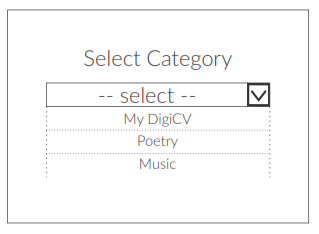 Select Category
-- select --
My DigiCV
Poetry
Music